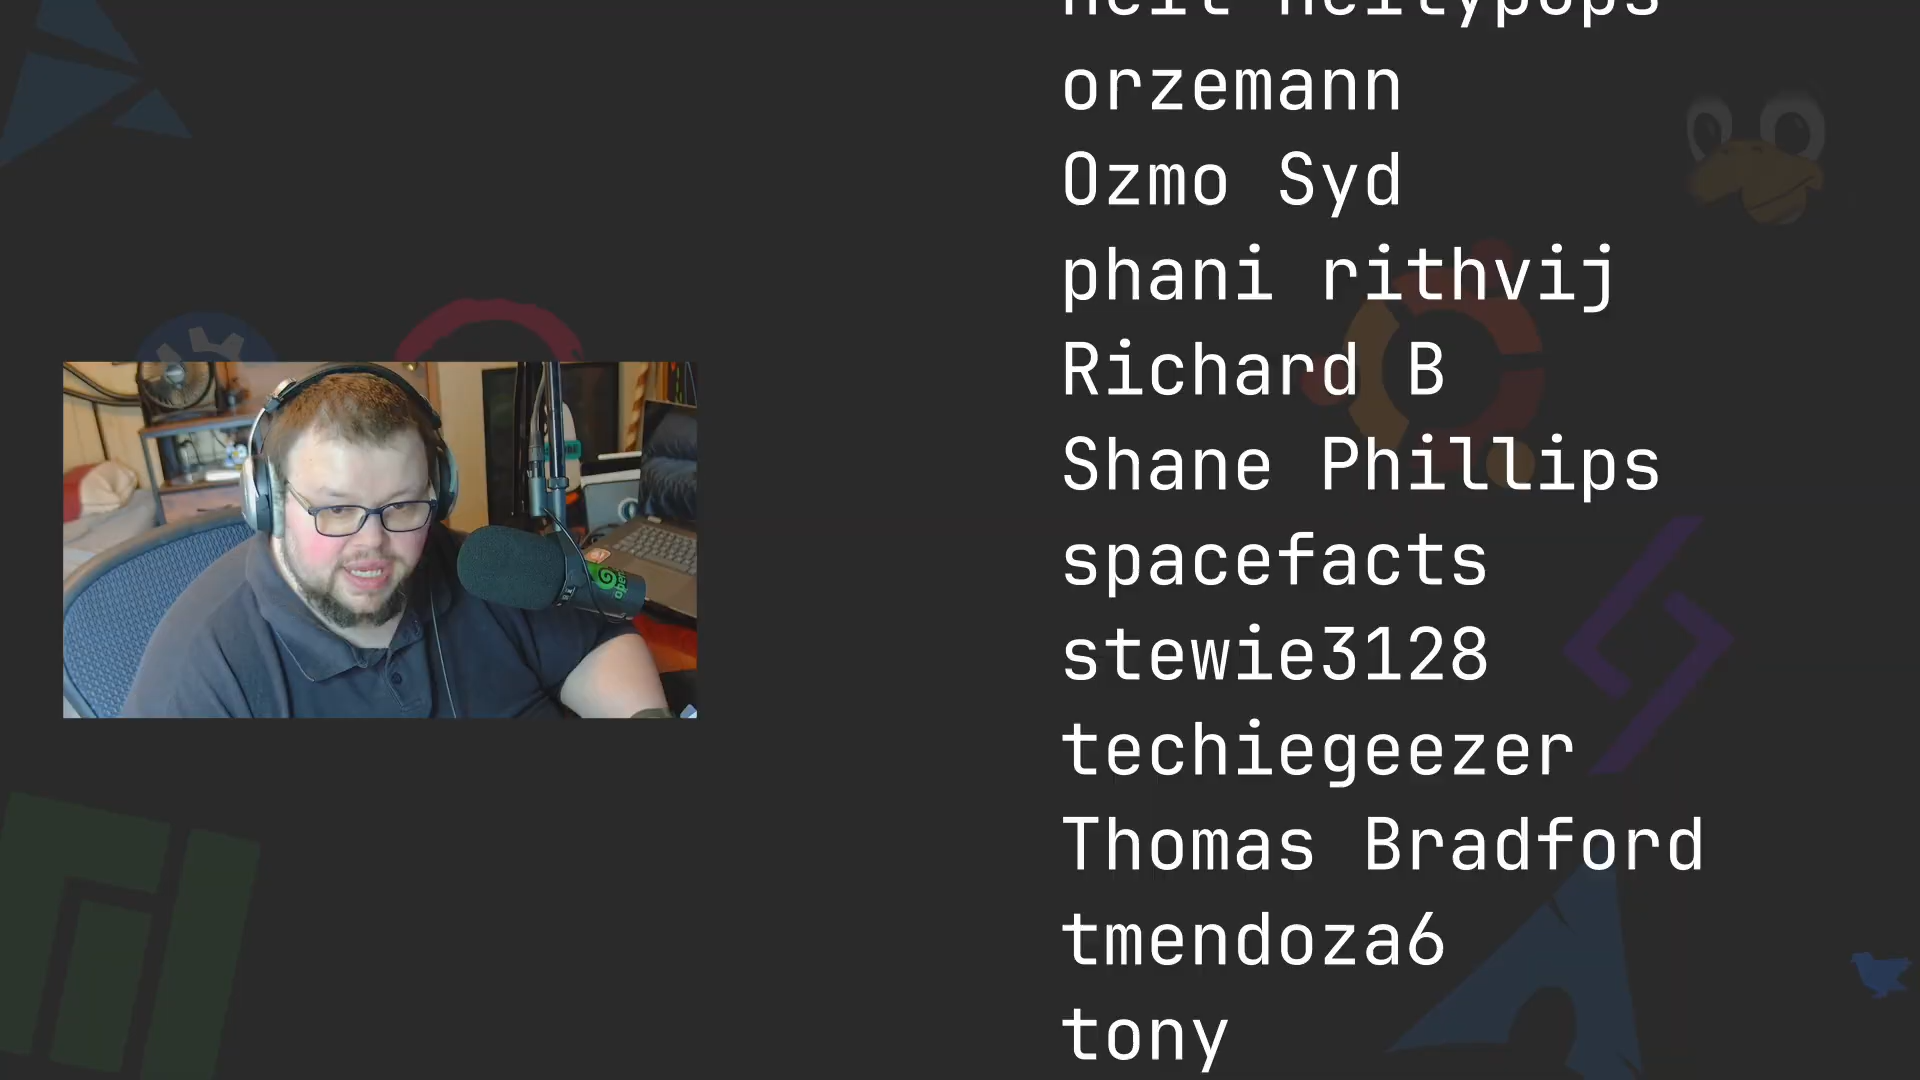 orzemann
Ozmo Syd
phani rithvij
Richard B
Shane Phillips
spacefacts
stewie3128
techiegeezer
Thomas Bradford
tmendoza6
tony